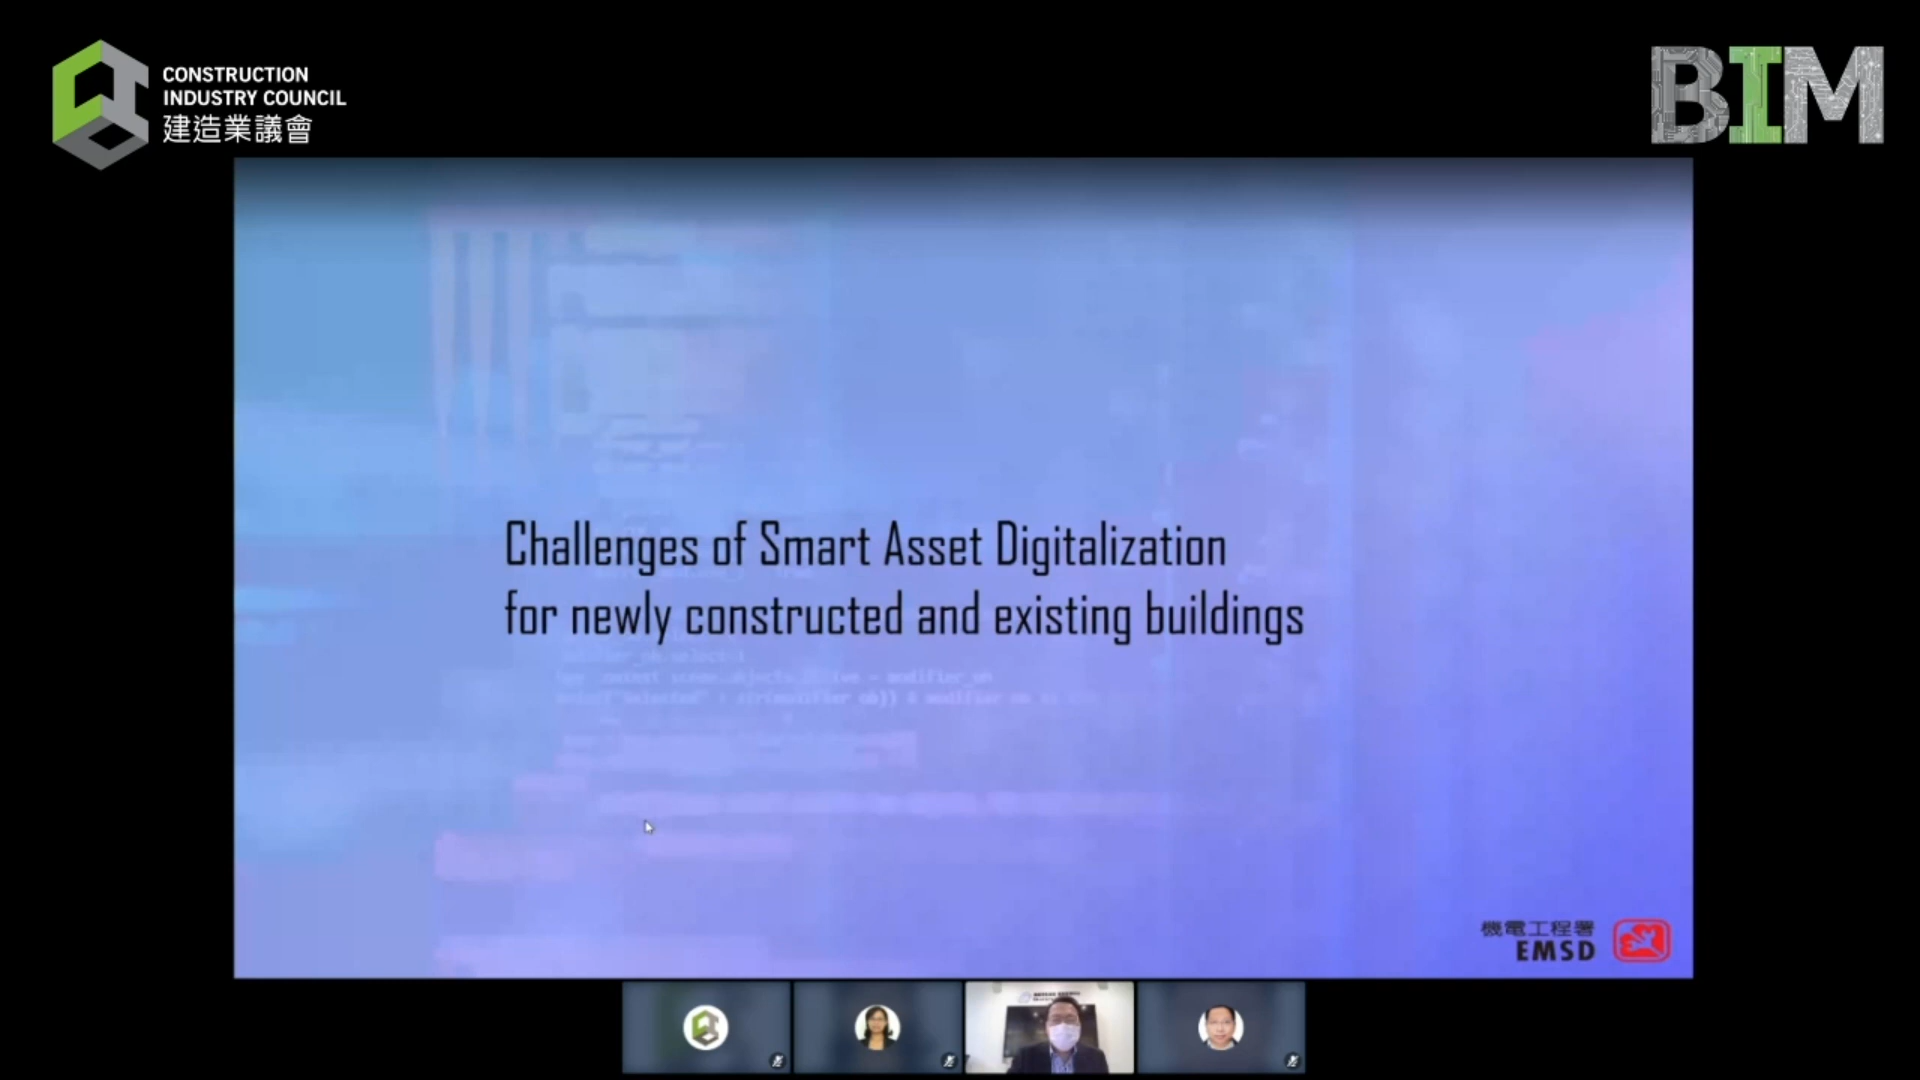 CONSTRUCTION
INDUSTRY COUNCIL
建造業議會
BIM
Challenges of Smart Asset Digitalization
for newly constructed and existing buildings
機電工程署
EMSD